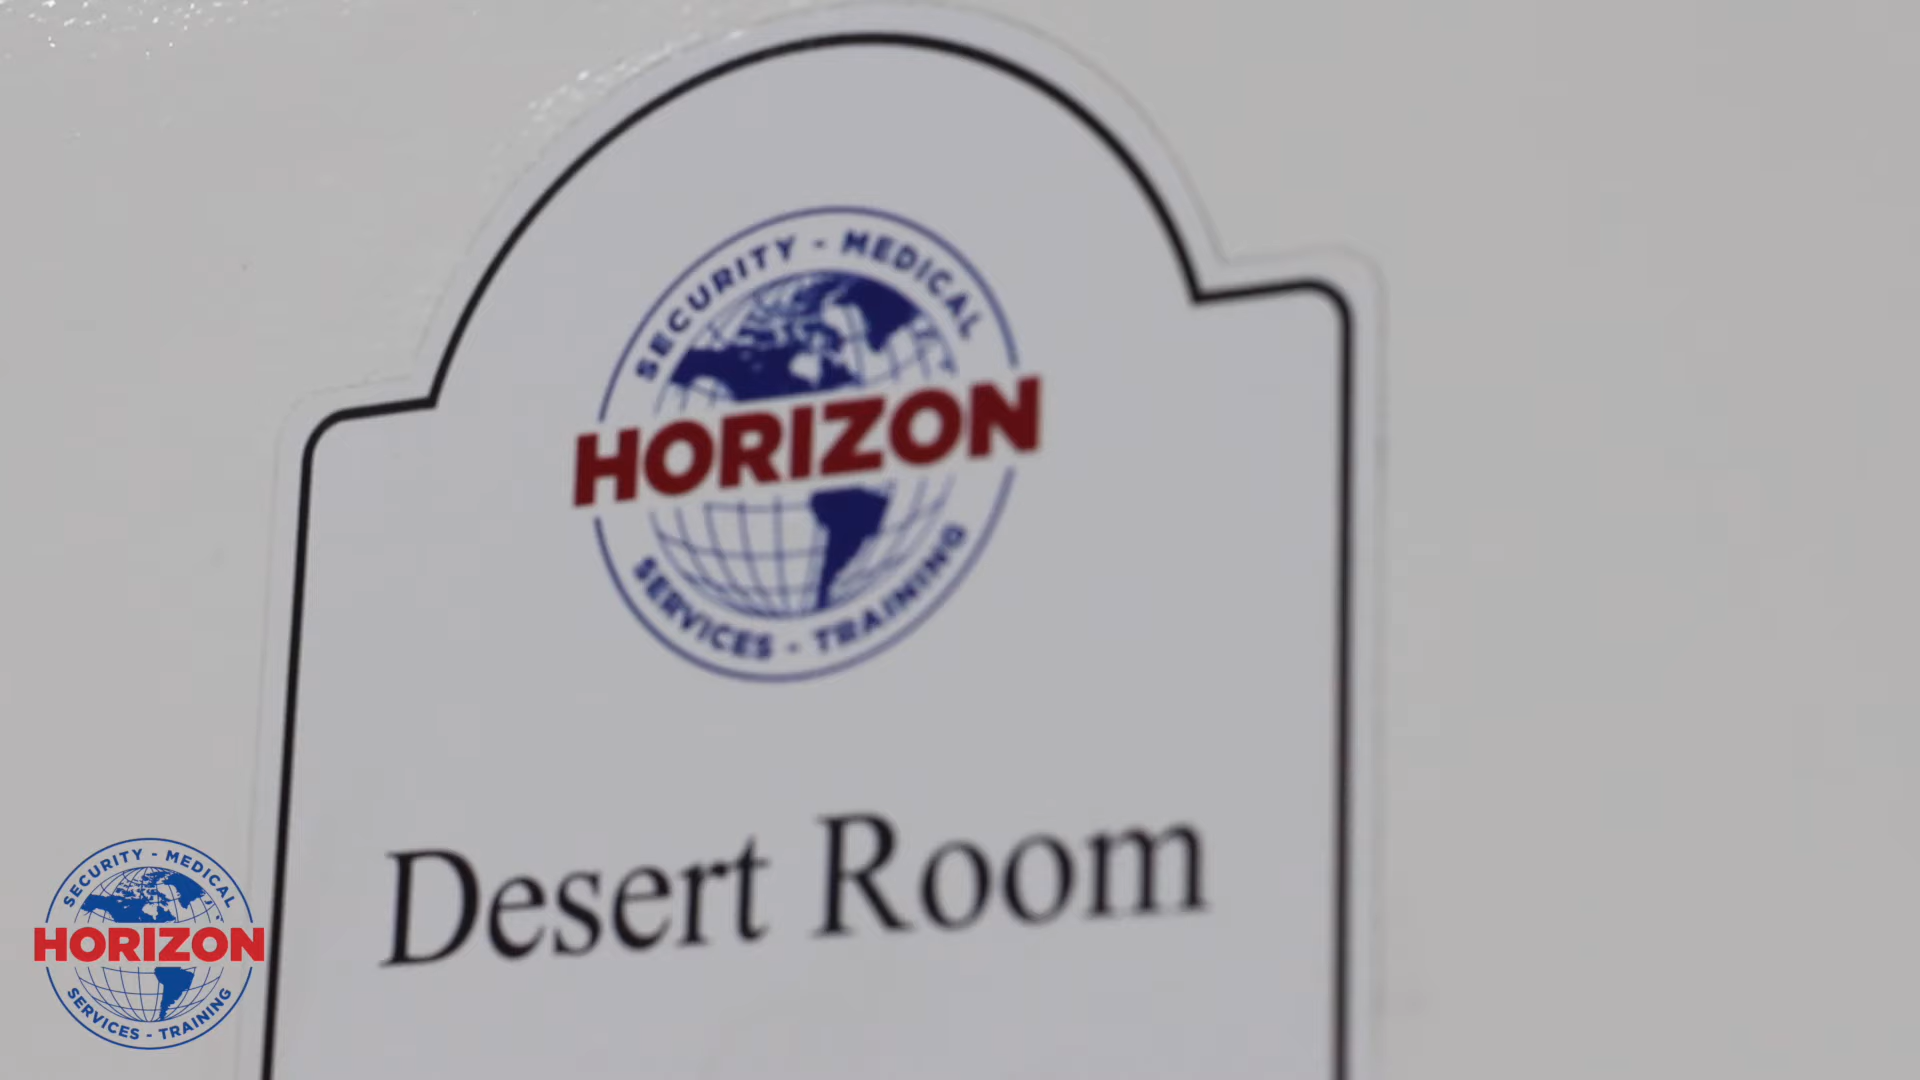 SECURITY - MEDICAL
HORIZON
SERVICES - TRAINING
Desert Room
SECURITY - MEDICAL
HORIZON
SERVICES - TRAINING